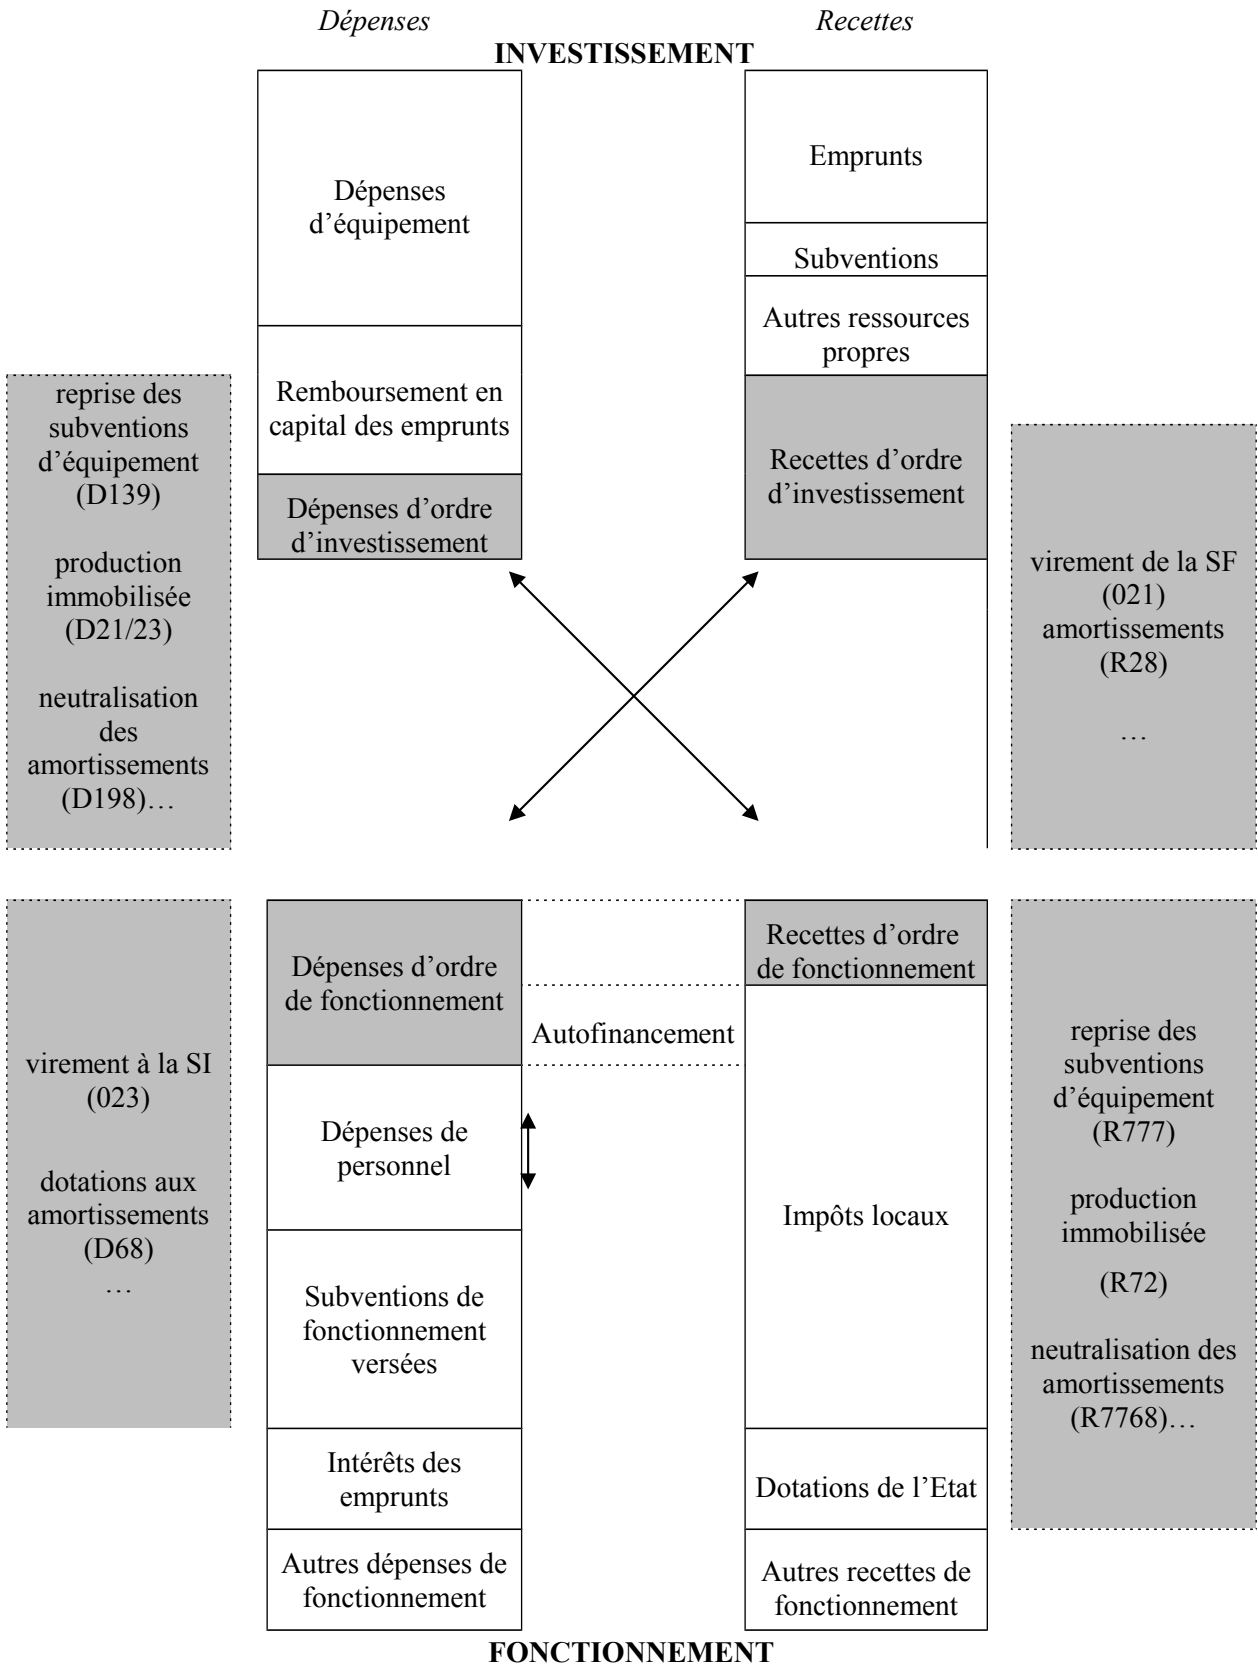 Dépenses
Recettes
INVESTISSEMENT
Dépenses
d’équipement
Remboursement en
capital des emprunts
Dépenses d’ordre
d’investissement
Emprunts
Subventions
Autres ressources
propres
Recettes d’ordre
d’investissement
reprise des
subventions
d’équipement
(D139)
production
immobilisée
(D21/23)
neutralisation
des
amortissements
(D198)…
virement de la SF
(021)
amortissements
(R28)
…
virement à la SI
(023)
dotations aux
amortissements
(D68)
…
Dépenses d’ordre
de fonctionnement
Dépenses de
personnel
Subventions de
fonctionnement
versées
Intérêts des
emprunts
Autres dépenses de
fonctionnement
Autofinancement
Recettes d’ordre
de fonctionnement
Impôts locaux
Dotations de l’Etat
Autres recettes de
fonctionnement
reprise des
subventions
d’équipement
(R777)
production
immobilisée
(R72)
neutralisation des
amortissements
(R7768)…
FONCTIONNEMENT